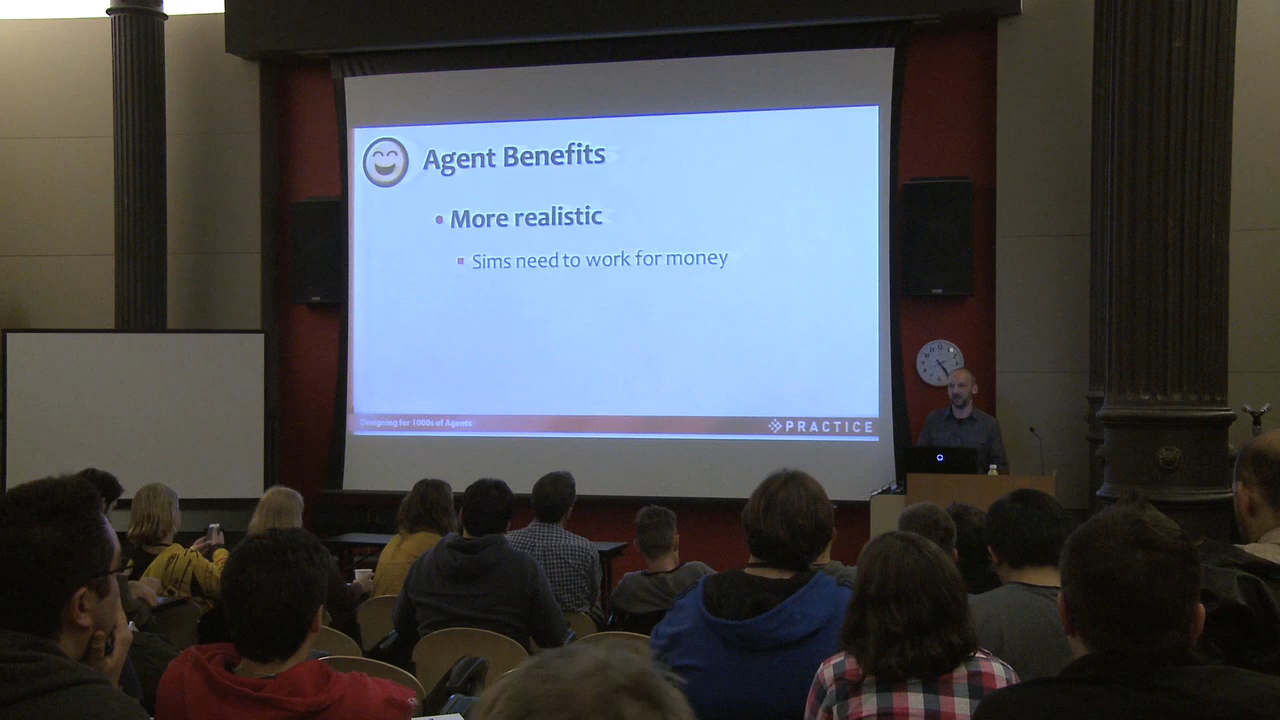 Agent Benefits
• More realistic
▪ Sims need to work for money
Designing for 1000s of Agents
PRACTICE